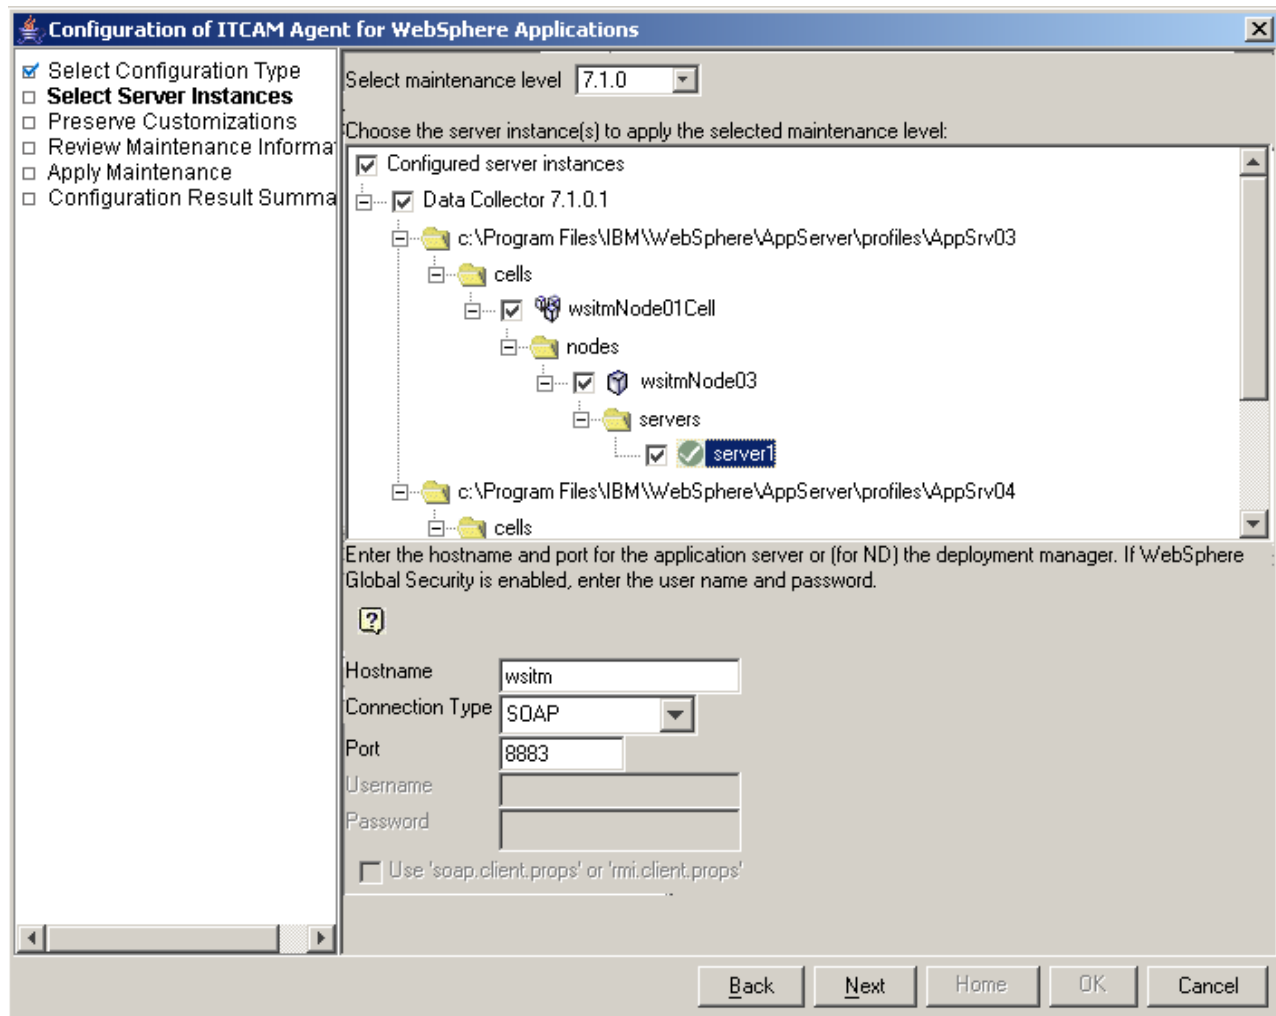 Configuration of ITCAM Agent for WebSphere Applications
Select Configuration Type
Select Server Instances
Preserve Customizations
Review Maintenance Informa
Apply Maintenance
Configuration Result Summa
Select maintenance level 7.1.0
Choose the server instance(s) to apply the selected maintenance level:
Configured server instances
Data Collector 7.1.0.1
c:\Program Files\IBM\WebSphere\AppServer\profiles\AppSrv03
cells
wsitmNode01Cell
nodes
wsitmNode03
servers
server1
c:\Program Files\IBM\WebSphere\AppServer\profiles\AppSrv04
cells
Enter the hostname and port for the application server or (for ND) the deployment manager. If WebSphere
Global Security is enabled, enter the user name and password.
?
Hostname wsitm
Connection Type SOAP
Port 8883
Username
Password
Use 'soap.client.props' or 'rmi.client.props'
Back Next Home OK Cancel